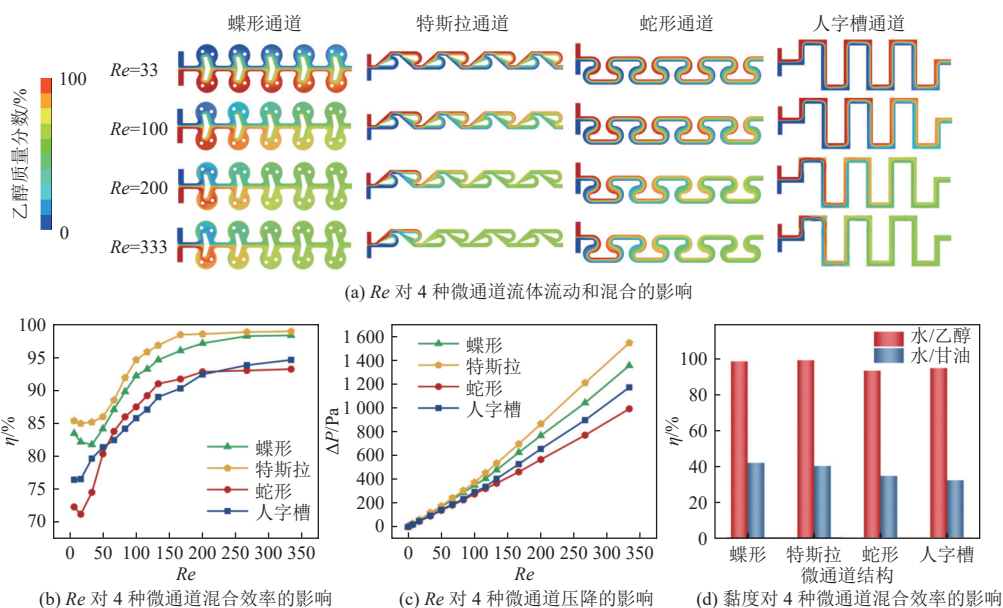 蝶形通道 特斯拉通道 蛇形通道 人字槽通道
Re=33
Re=100
Re=200
Re=333
100
0
乙醇质量分数/%
(a) Re 对 4 种微通道流体流动和混合的影响
100
95
90
85
80
75
70
η/%
蝶形
特斯拉
蛇形
人字槽
0 50 100 150 200 250 300 350
Re
(b) Re 对 4 种微通道混合效率的影响
1 600
1 400
1 200
1 000
800
600
400
200
0
ΔP/Pa
蝶形
特斯拉
蛇形
人字槽
0 50 100 150 200 250 300 350
Re
(c) Re 对 4 种微通道压降的影响
100
80
60
40
20
0
η/%
水/乙醇
水/甘油
蝶形 特斯拉 蛇形 人字槽
微通道结构
(d) 黏度对 4 种微通道混合效率的影响